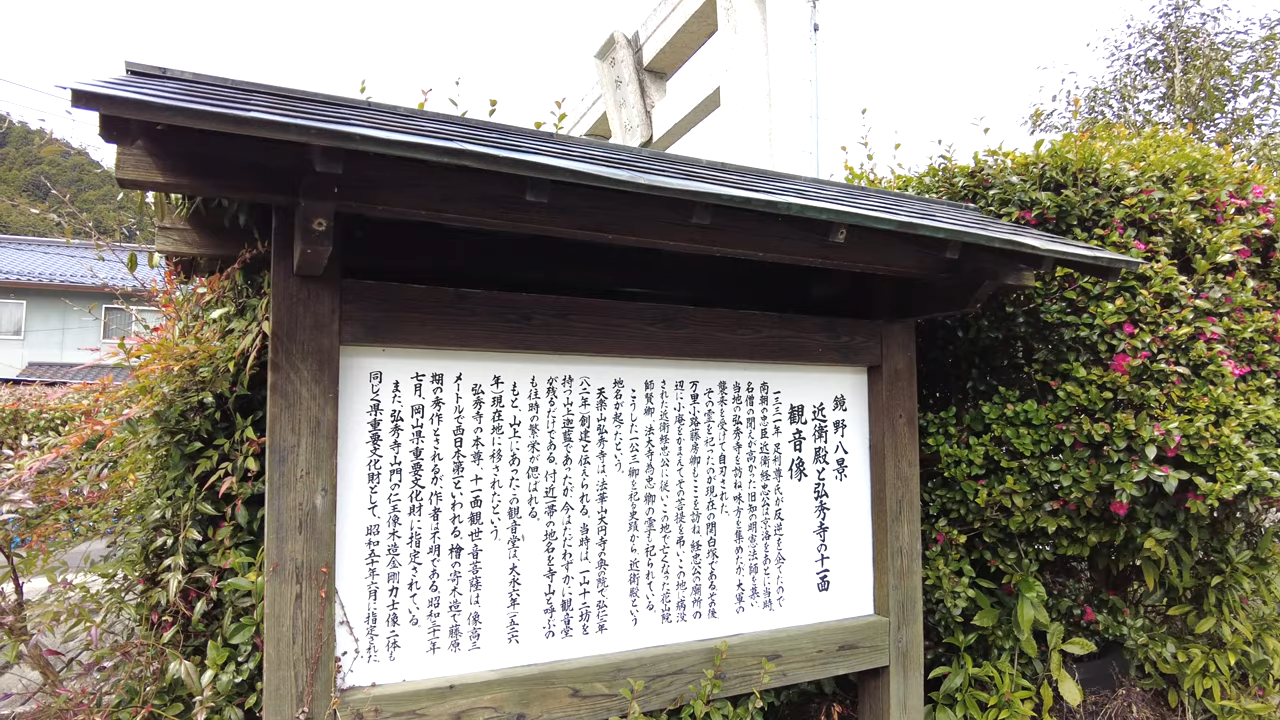 鏡野八景
近衛殿と弘秀寺の十一面
観音像
一三三一年 足利尊氏が反逆を企てたので
南朝の忠臣近衛経忠公は京洛をあとに当時、
名僧の聞えが高かった旧知の明憲法師を慕い、
当地の弘秀寺を訪ね味方を集めたが、大軍の
襲来を受けて自刃された。
その霊を祀ったのが現在の関白塚である。その後、
万里小路藤房卿もここを訪ね、経忠公の廟所の
辺に小庵をかまえてその菩提を弔い、この地に病没
された。近衛経忠公に従いこの地で亡くなった花山院
師賢卿、法大寺為忠卿の霊も祀られている。
こうした一公三卿を祀る史蹟から、近衛殿という
地名が起ったという。
天楽山弘秀寺は、法華山大円寺の奥の院で、弘仁二年
(八一一年)創建と伝えられる。当時は、一山十二坊を
持つ山上迦藍であったが、今はただわずかに観音堂
が残るだけである。付近一帯の地名を寺山と呼ぶの
も往時の繁栄が偲ばれる。
もと、山上にあったこの観音堂は、大永六年(一五二六
年)現在地に移されたという。
弘秀寺の本尊、十一面観世音菩薩は、像高三
メートルで西日本第一といわれる。檜の寄木造で藤原
期の秀作とされるが、作者は不明である。昭和三十二年
七月、岡山県重要文化財に指定されている。
また、弘秀寺山門の仁王像木造金剛力士像二体も
同じく県重要文化財として、昭和五十年六月に指定された。